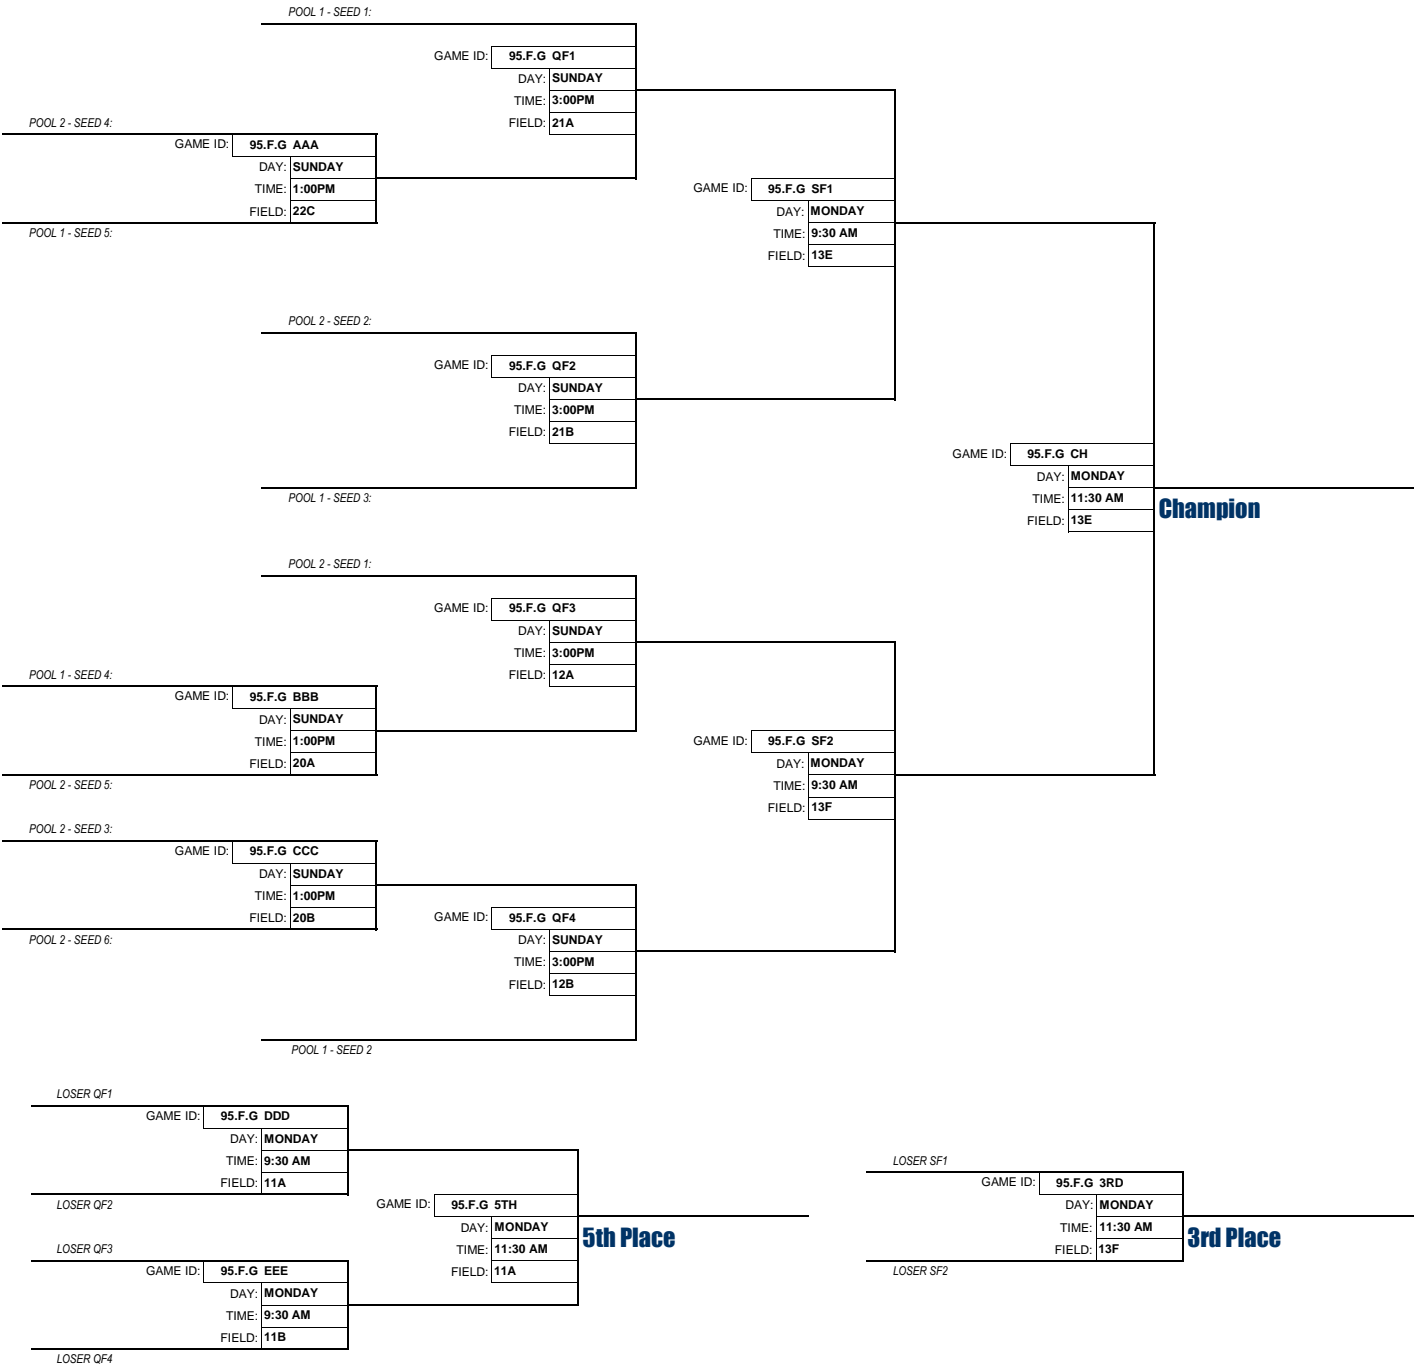 POOL 1 - SEED 1:
GAME ID: 95.F.G QF1
DAY: SUNDAY
TIME: 3:00PM
FIELD: 21A
POOL 2 - SEED 4:
GAME ID: 95.F.G AAA
DAY: SUNDAY
TIME: 1:00PM
FIELD: 22C
POOL 1 - SEED 5:
GAME ID: 95.F.G SF1
DAY: MONDAY
TIME: 9:30 AM
FIELD: 13E
POOL 2 - SEED 2:
GAME ID: 95.F.G QF2
DAY: SUNDAY
TIME: 3:00PM
FIELD: 21B
POOL 1 - SEED 3:
GAME ID: 95.F.G CH
DAY: MONDAY
TIME: 11:30 AM
FIELD: 13E
Champion
POOL 2 - SEED 1:
GAME ID: 95.F.G QF3
DAY: SUNDAY
TIME: 3:00PM
FIELD: 12A
POOL 1 - SEED 4:
GAME ID: 95.F.G BBB
DAY: SUNDAY
TIME: 1:00PM
FIELD: 20A
POOL 2 - SEED 5:
GAME ID: 95.F.G SF2
DAY: MONDAY
TIME: 9:30 AM
FIELD: 13F
POOL 2 - SEED 3:
GAME ID: 95.F.G CCC
DAY: SUNDAY
TIME: 1:00PM
FIELD: 20B
POOL 2 - SEED 6:
GAME ID: 95.F.G QF4
DAY: SUNDAY
TIME: 3:00PM
FIELD: 12B
POOL 1 - SEED 2
LOSER QF1
GAME ID: 95.F.G DDD
DAY: MONDAY
TIME: 9:30 AM
FIELD: 11A
LOSER QF2
GAME ID: 95.F.G 5TH
DAY: MONDAY
TIME: 11:30 AM
FIELD: 11A
5th Place
LOSER QF3
GAME ID: 95.F.G EEE
DAY: MONDAY
TIME: 9:30 AM
FIELD: 11B
LOSER QF4
LOSER SF1
GAME ID: 95.F.G 3RD
DAY: MONDAY
TIME: 11:30 AM
FIELD: 13F
3rd Place
LOSER SF2